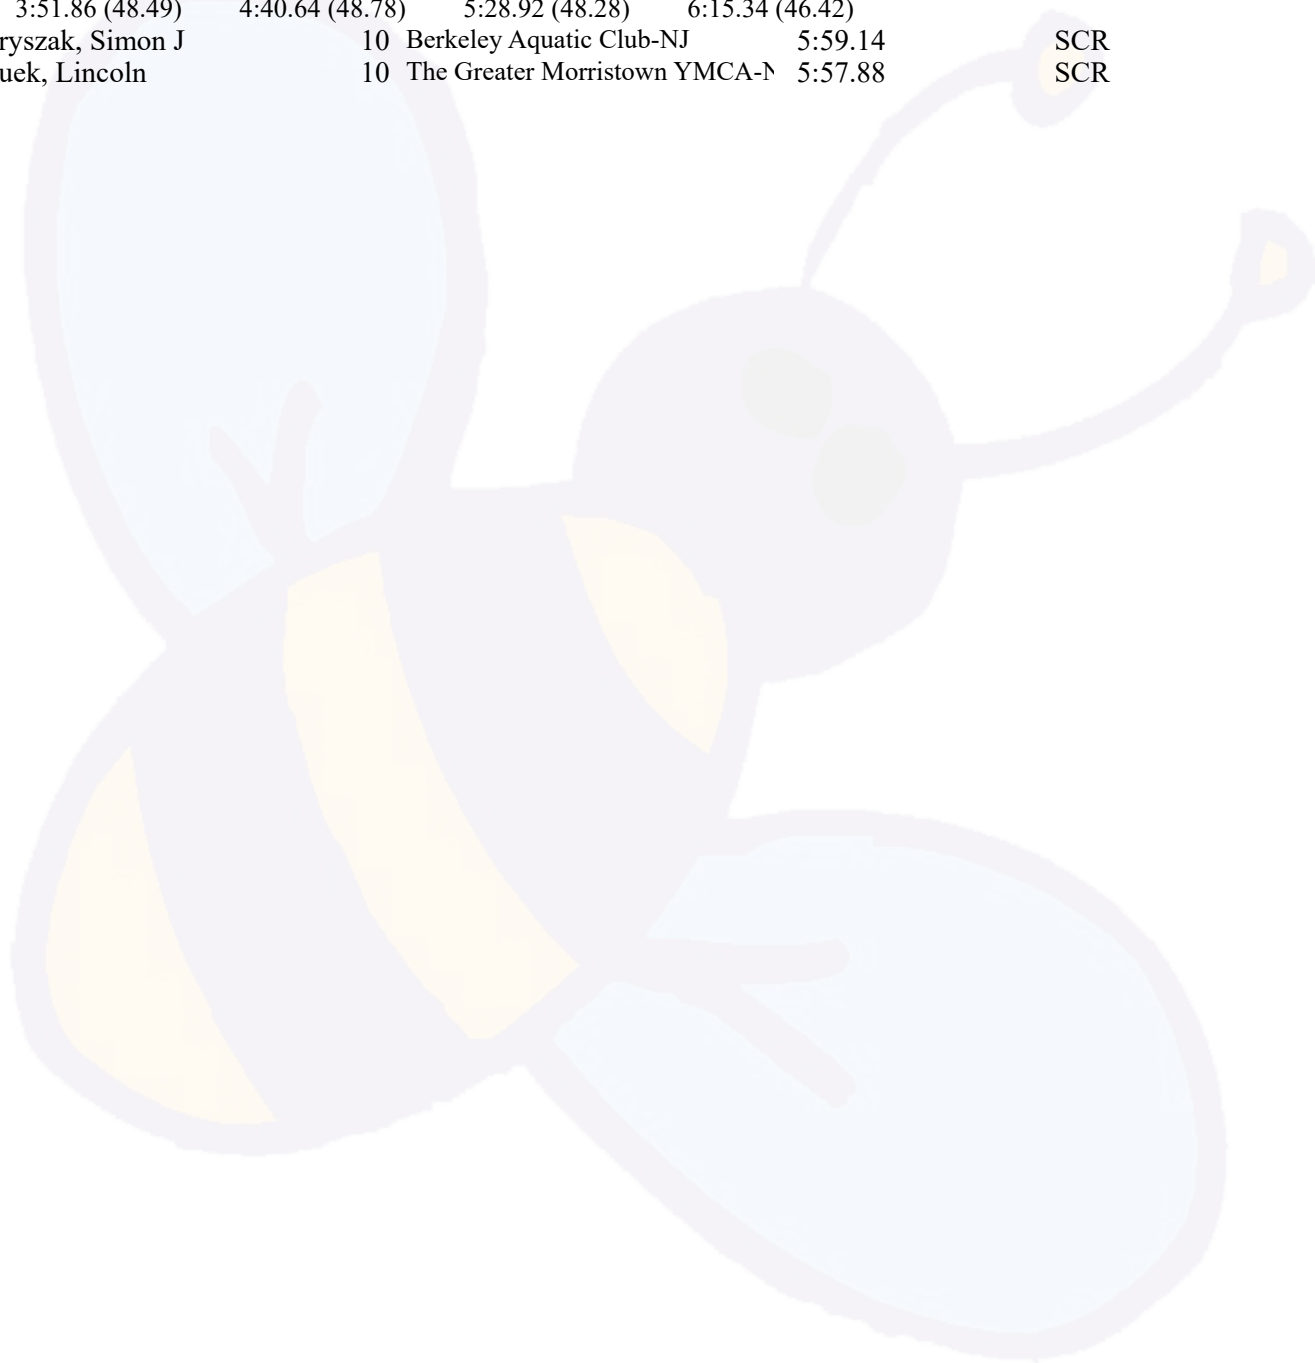 3:51.86 (48.49) 4:40.64 (48.78) 5:28.92 (48.28) 6:15.34 (46.42)
ryszak, Simon J 10 Berkeley Aquatic Club-NJ 5:59.14 SCR
uek, Lincoln 10 The Greater Morristown YMCA-N 5:57.88 SCR